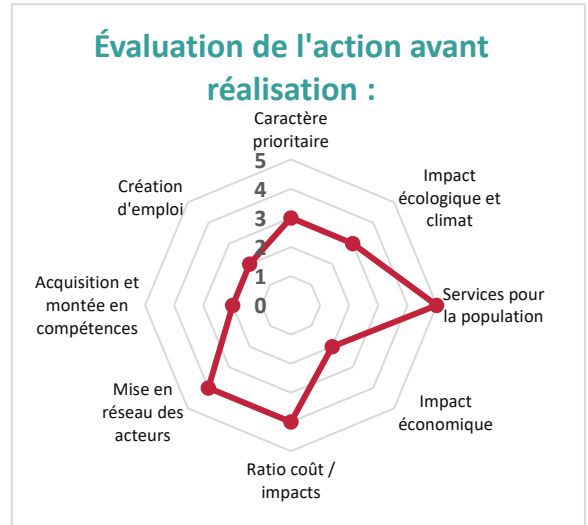 Évaluation de l'action avant
réalisation :
Caractère
prioritaire
Impact
écologique et
climat
Services pour
la population
Impact
économique
Ratio coût /
impacts
Mise en
réseau des
acteurs
Acquisition et
montée en
compétences
Création
d'emploi
5
4
3
2
1
0